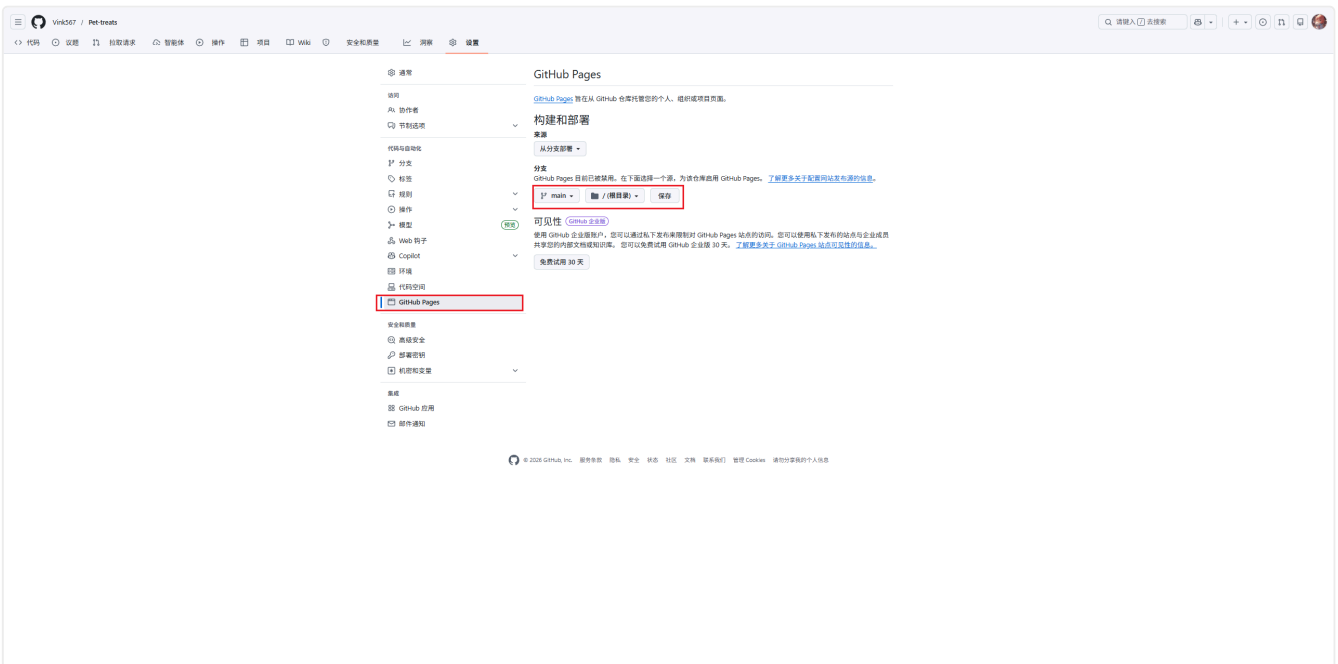 Vink567 / Pet-treats
请键入 / 去搜索
代码 议题 拉取请求 智能体 操作 项目 Wiki 安全和质量 洞察 设置
通常
访问
协作者
节制选项
代码与自动化
分支
标签
规则
操作
模型 预览
Web 钩子
Copilot
环境
代码空间
GitHub Pages
安全和质量
高级安全
部署密钥
机密和变量
集成
GitHub 应用
邮件通知
GitHub Pages
GitHub Pages 旨在从 GitHub 仓库托管您的个人、组织或项目页面。
构建和部署
来源
从分支部署
分支
GitHub Pages 目前已被禁用。在下面选择一个源，为该仓库启用 GitHub Pages。 了解更多关于配置网站发布源的信息。
main / (根目录) 保存
可见性 GitHub 企业版
使用 GitHub 企业版账户，您可以通过私下发布来限制对 GitHub Pages 站点的访问。您可以使用私下发布的站点与企业成员
共享您的内部文档或知识库。 您可以免费试用 GitHub 企业版 30 天。 了解更多关于 GitHub Pages 站点可见性的信息。
免费试用 30 天
© 2026 GitHub, Inc. 服务条款 隐私 安全 状态 社区 文档 联系我们 管理 Cookies 请勿分享我的个人信息